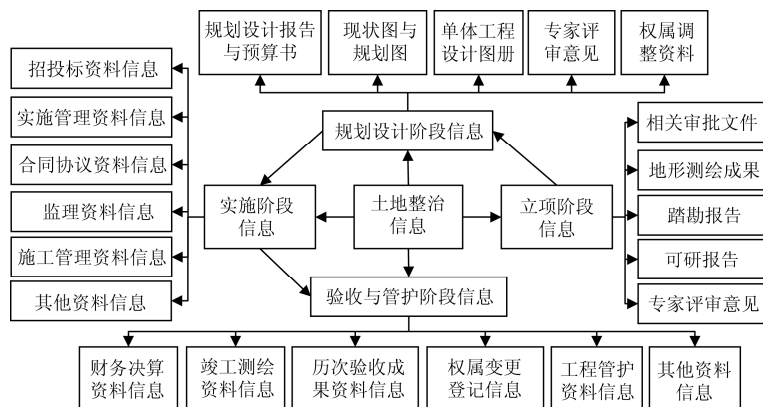 规划设计报告
与预算书
现状图与
规划图
单体工程
设计图册
专家评
审意见
权属调
整资料
招投标资料信息
实施管理资料信息
合同协议资料信息
监理资料信息
施工管理资料信息
其他资料信息
规划设计阶段信息
实施阶段
信息
土地整治
信息
立项阶段
信息
验收与管护阶段信息
相关审批文件
地形测绘成果
踏勘报告
可研报告
专家评审意见
财务决算
资料信息
竣工测绘
资料信息
历次验收成
果资料信息
权属变更
登记信息
工程管护
资料信息
其他资料
信息